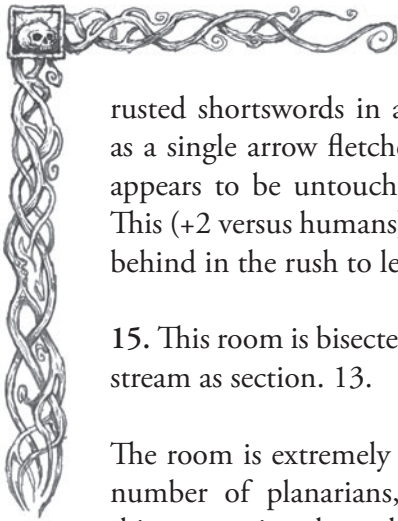 rusted shortswords in a
as a single arrow fletche
appears to be untouch
This (+2 versus humans
behind in the rush to le
15. This room is bisecte
stream as section. 13.
The room is extremely
number of planarians,